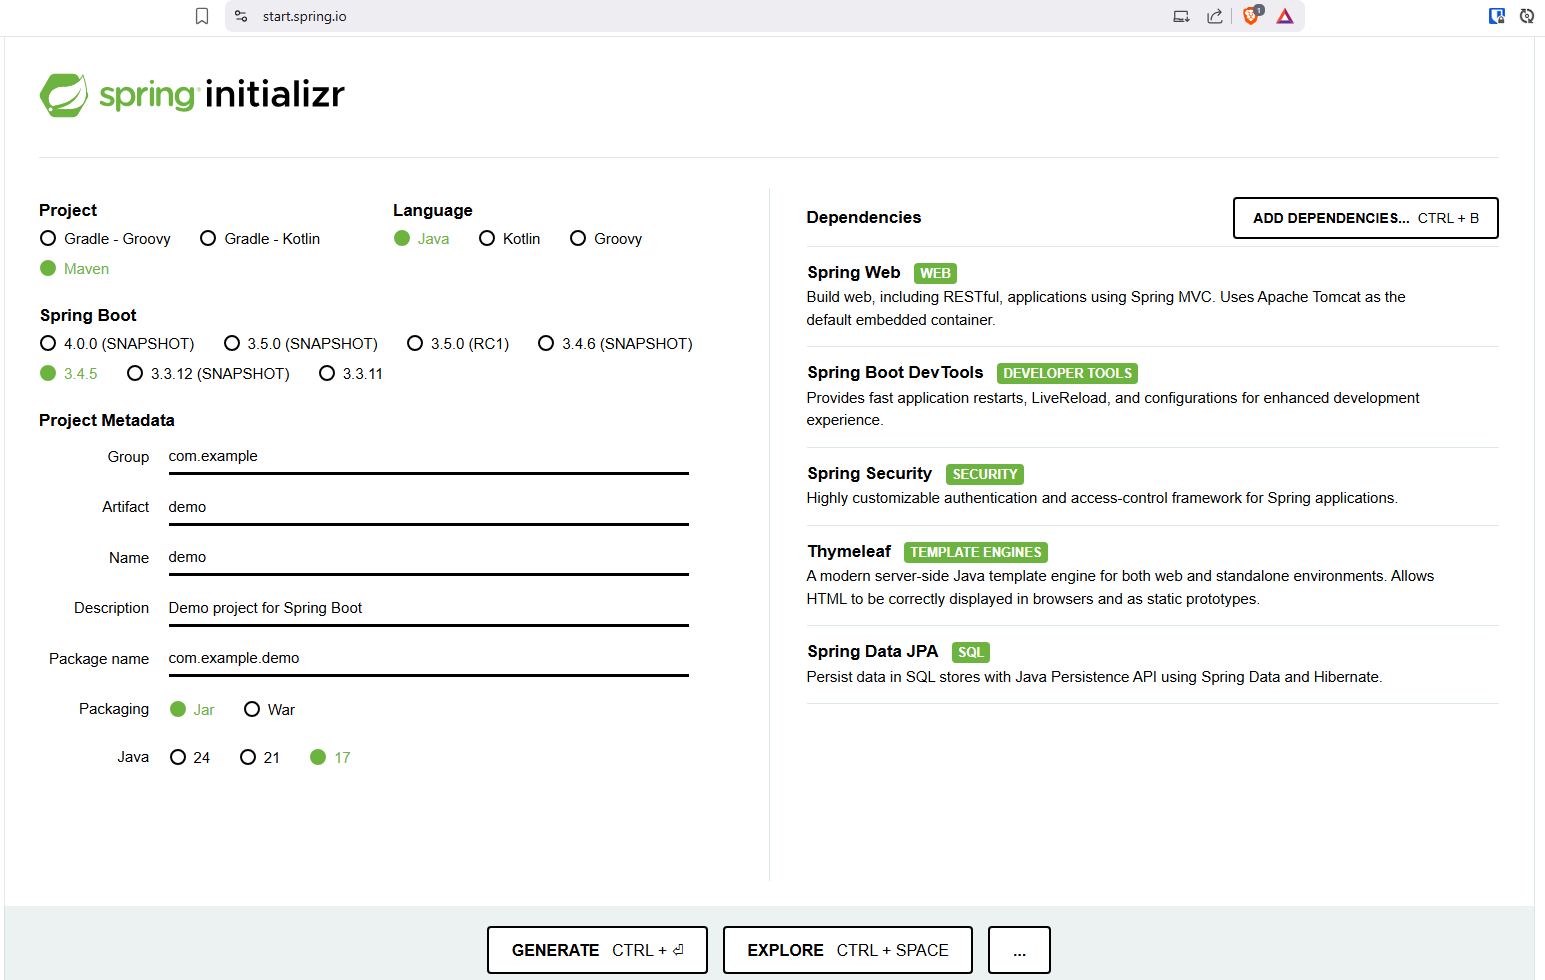 start.spring.io
1
spring initializr
Project
Gradle - Groovy Gradle - Kotlin
Maven
Language
Java Kotlin Groovy
Spring Boot
4.0.0 (SNAPSHOT) 3.5.0 (SNAPSHOT) 3.5.0 (RC1) 3.4.6 (SNAPSHOT)
3.4.5 3.3.12 (SNAPSHOT) 3.3.11
Project Metadata
Group com.example
Artifact demo
Name demo
Description Demo project for Spring Boot
Package name com.example.demo
Packaging Jar War
Java 24 21 17
Dependencies ADD DEPENDENCIES... CTRL + B
Spring Web WEB
Build web, including RESTful, applications using Spring MVC. Uses Apache Tomcat as the
default embedded container.
Spring Boot DevTools DEVELOPER TOOLS
Provides fast application restarts, LiveReload, and configurations for enhanced development
experience.
Spring Security SECURITY
Highly customizable authentication and access-control framework for Spring applications.
Thymeleaf TEMPLATE ENGINES
A modern server-side Java template engine for both web and standalone environments. Allows
HTML to be correctly displayed in browsers and as static prototypes.
Spring Data JPA SQL
Persist data in SQL stores with Java Persistence API using Spring Data and Hibernate.
GENERATE CTRL + ⏎ EXPLORE CTRL + SPACE ...